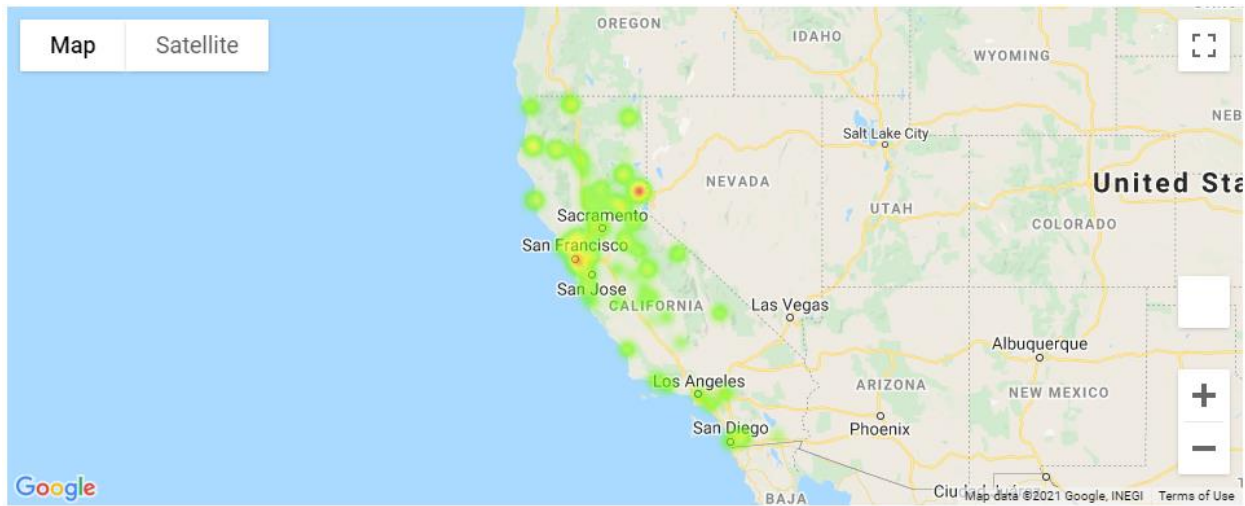 Map
Satellite
OREGON
IDAHO
WYOMING
NEB
Salt Lake City
NEVADA
United Sta
UTAH
COLORADO
Sacramento
San Francisco
San Jose
CALIFORNIA
Las Vegas
Albuquerque
Los Angeles
ARIZONA
NEW MEXICO
San Diego
Phoenix
Google
BAJA
Map data ©2021 Google, INEGI
Terms of Use